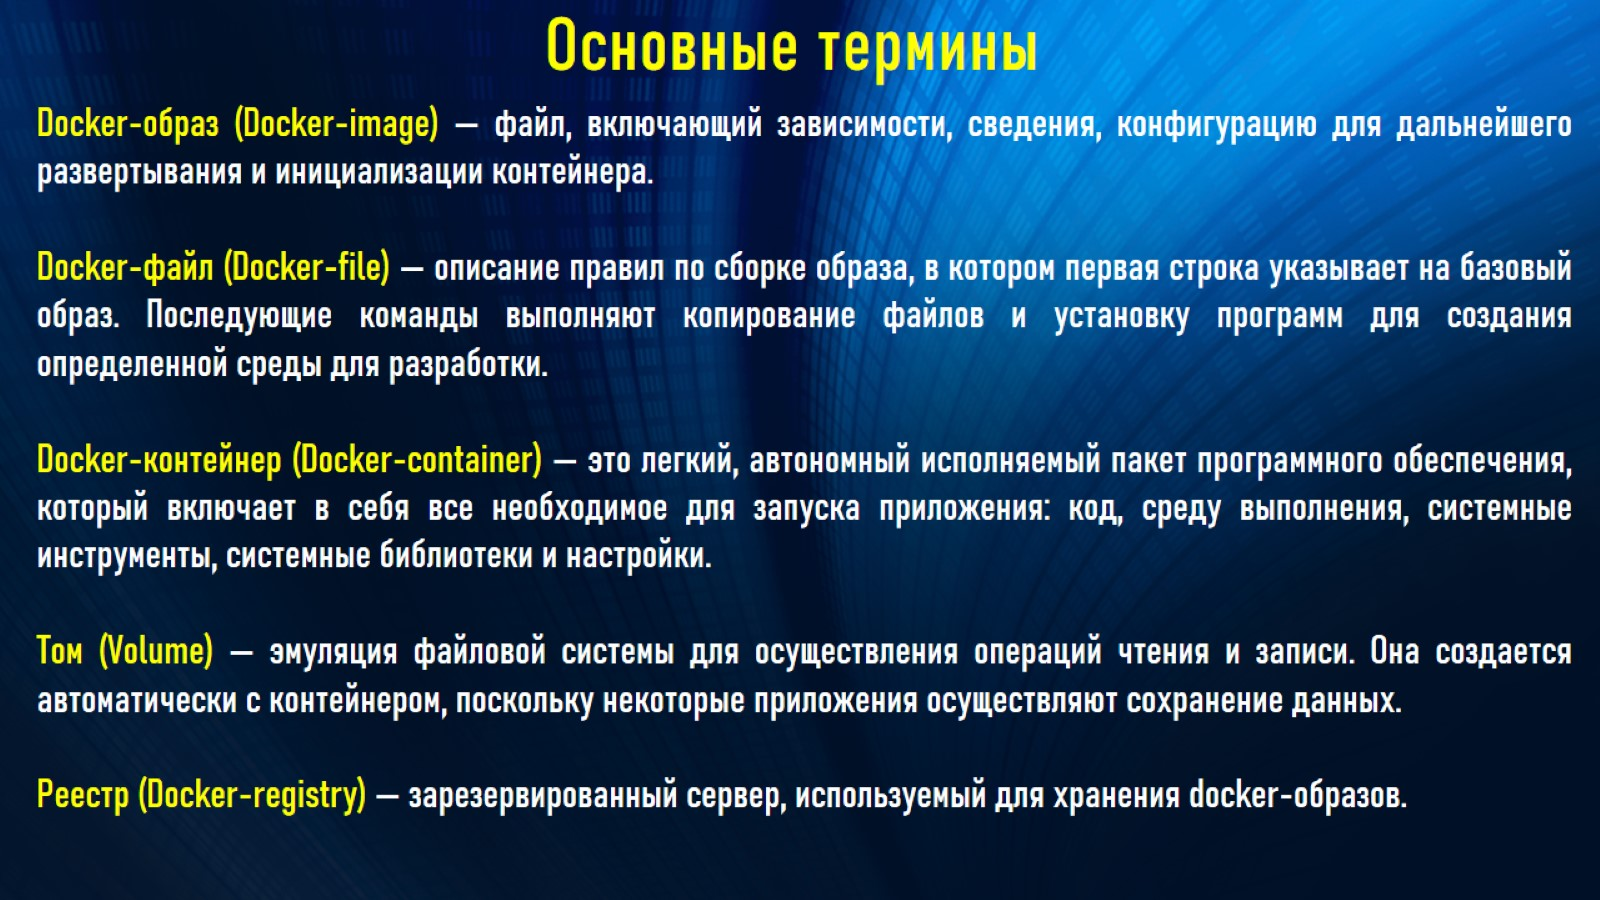 Основные термины
Docker-образ (Docker-image) — файл, включающий зависимости, сведения, конфигурацию для дальнейшего
развертывания и инициализации контейнера.
Docker-файл (Docker-file) — описание правил по сборке образа, в котором первая строка указывает на базовый
образ. Последующие команды выполняют копирование файлов и установку программ для создания
определенной среды для разработки.
Docker-контейнер (Docker-container) — это легкий, автономный исполняемый пакет программного обеспечения,
который включает в себя все необходимое для запуска приложения: код, среду выполнения, системные
инструменты, системные библиотеки и настройки.
Том (Volume) — эмуляция файловой системы для осуществления операций чтения и записи. Она создается
автоматически с контейнером, поскольку некоторые приложения осуществляют сохранение данных.
Реестр (Docker-registry) — зарезервированный сервер, используемый для хранения docker-образов.